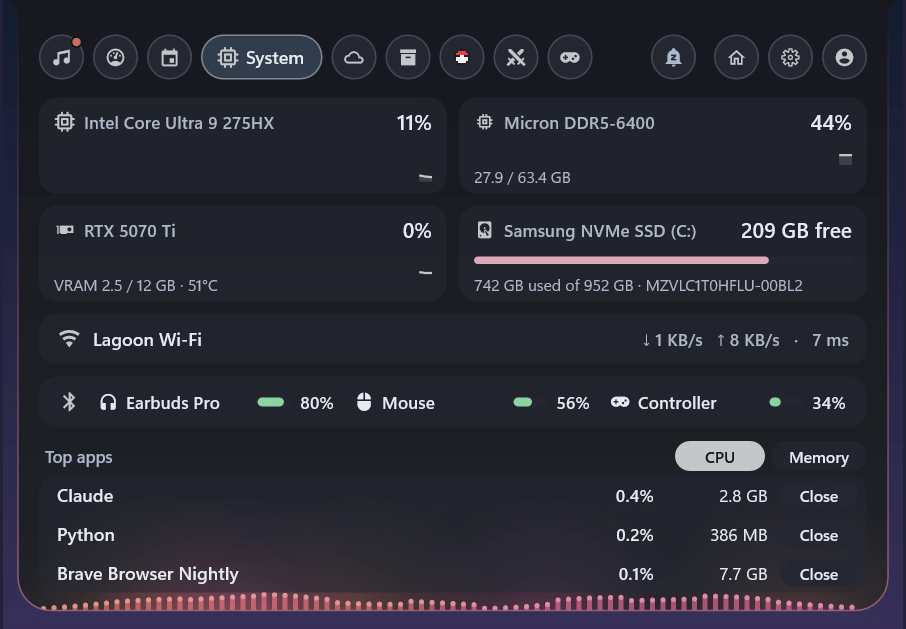 System
Intel Core Ultra 9 275HX 11%
Micron DDR5-6400 44%
27.9 / 63.4 GB
RTX 5070 Ti 0%
VRAM 2.5 / 12 GB · 51°C
Samsung NVMe SSD (C:) 209 GB free
742 GB used of 952 GB · MZVLC1T0HFLU-00BL2
Lagoon Wi-Fi ↓ 1 KB/s ↑ 8 KB/s · 7 ms
Earbuds Pro 80% Mouse 56% Controller 34%
Top apps CPU Memory
Claude 0.4% 2.8 GB Close
Python 0.2% 386 MB Close
Brave Browser Nightly 0.1% 7.7 GB Close